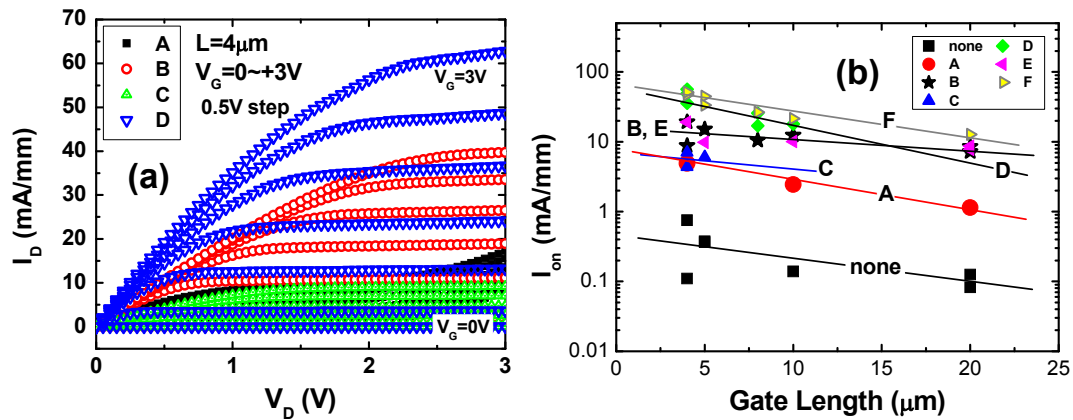 70
60
50
40
30
20
10
0
I_D (mA/mm)
A
B
C
D
L=4μm
V_G=0~+3V
0.5V step
V_G=3V
(a)
V_G=0V
0 1 2 3
V_D (V)
100
10
1
0.1
0.01
I_on (mA/mm)
(b)
none D
A E
B F
C
B, E
F
D
C
A
none
0 5 10 15 20 25
Gate Length (μm)